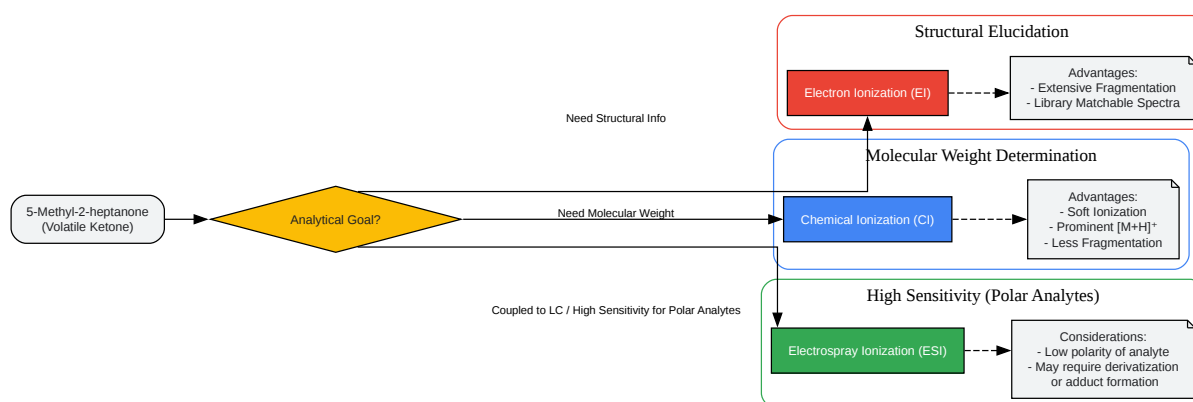 Structural Elucidation
Electron Ionization (EI)
Advantages:
- Extensive Fragmentation
- Library Matchable Spectra
Need Structural Info
Molecular Weight Determination
5-Methyl-2-heptanone
(Volatile Ketone)
Analytical Goal?
Need Molecular Weight
Chemical Ionization (CI)
Advantages:
- Soft Ionization
- Prominent [M+H]⁺
- Less Fragmentation
High Sensitivity (Polar Analytes)
Coupled to LC / High Sensitivity for Polar Analytes
Electrospray Ionization (ESI)
Considerations:
- Low polarity of analyte
- May require derivatization
or adduct formation